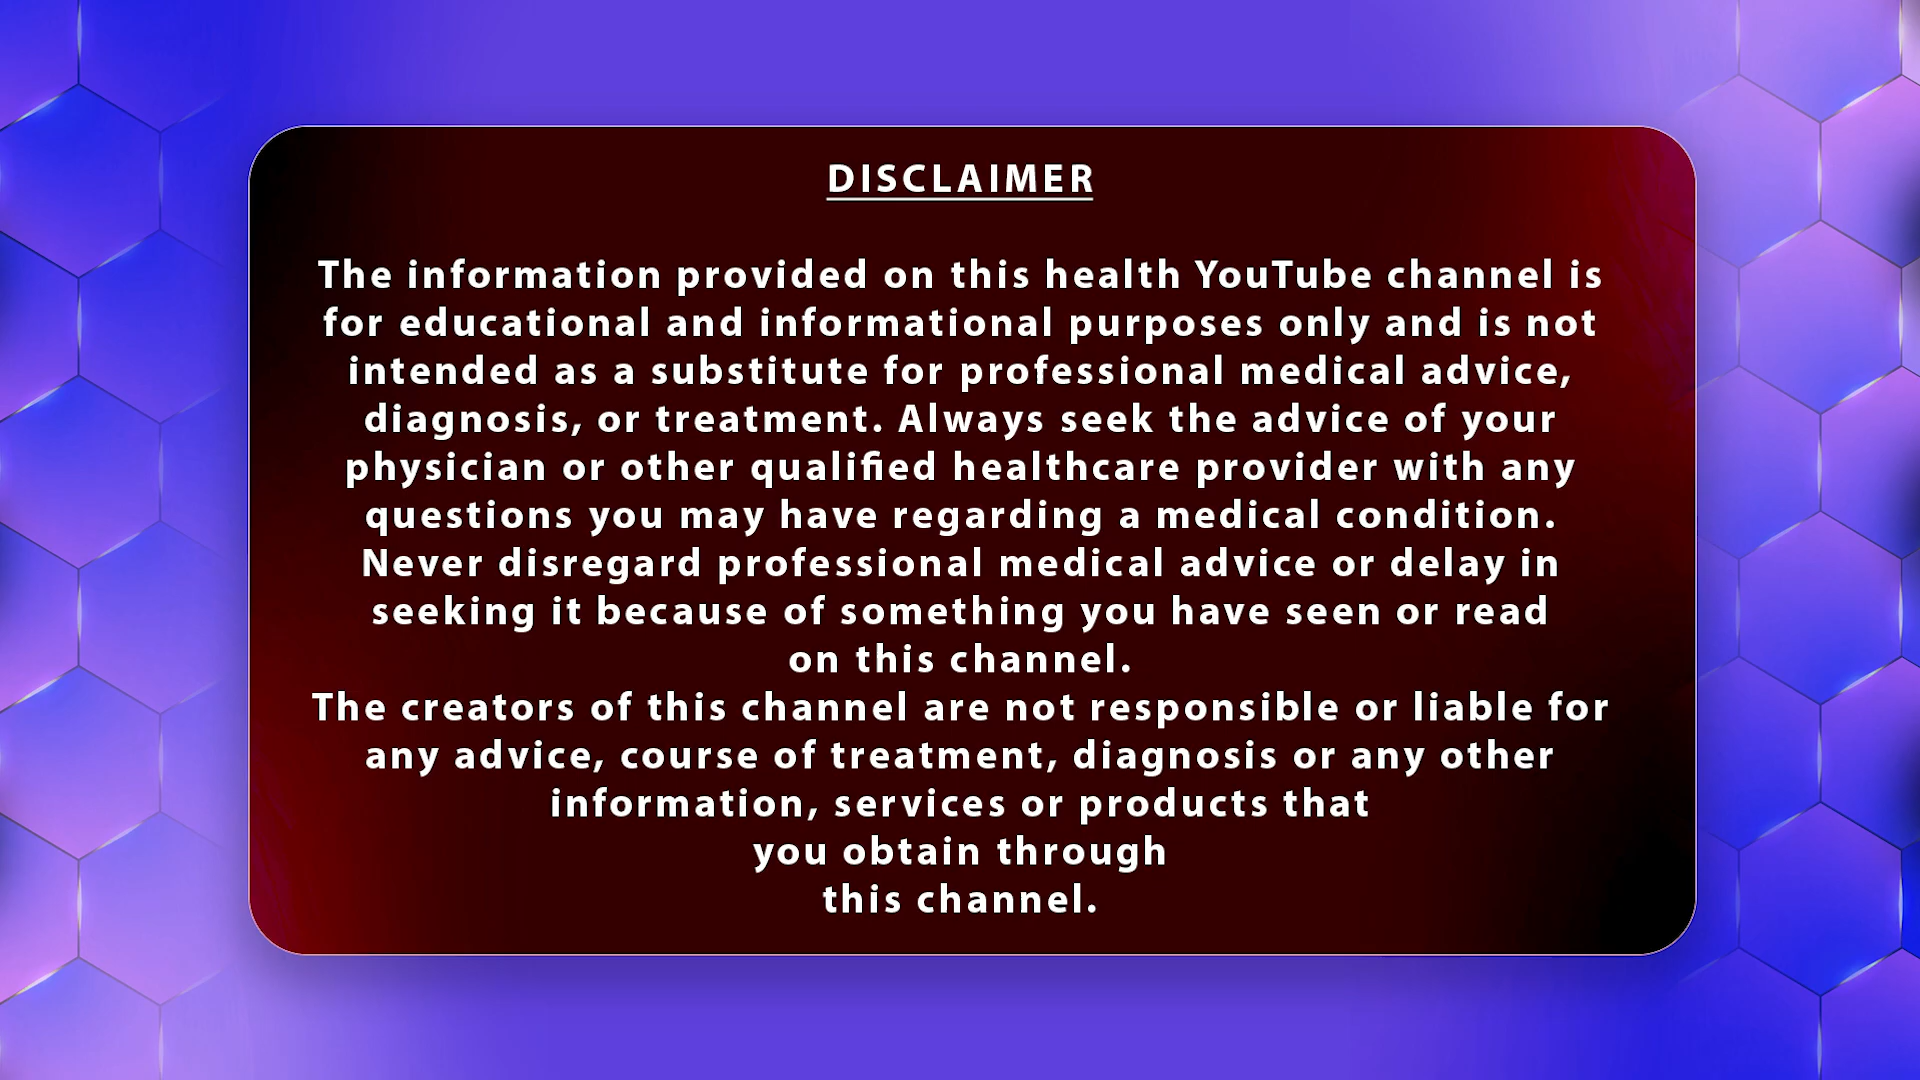 DISCLAIMER
The information provided on this health YouTube channel is
for educational and informational purposes only and is not
intended as a substitute for professional medical advice,
diagnosis, or treatment. Always seek the advice of your
physician or other qualified healthcare provider with any
questions you may have regarding a medical condition.
Never disregard professional medical advice or delay in
seeking it because of something you have seen or read
on this channel.
The creators of this channel are not responsible or liable for
any advice, course of treatment, diagnosis or any other
information, services or products that
you obtain through
this channel.